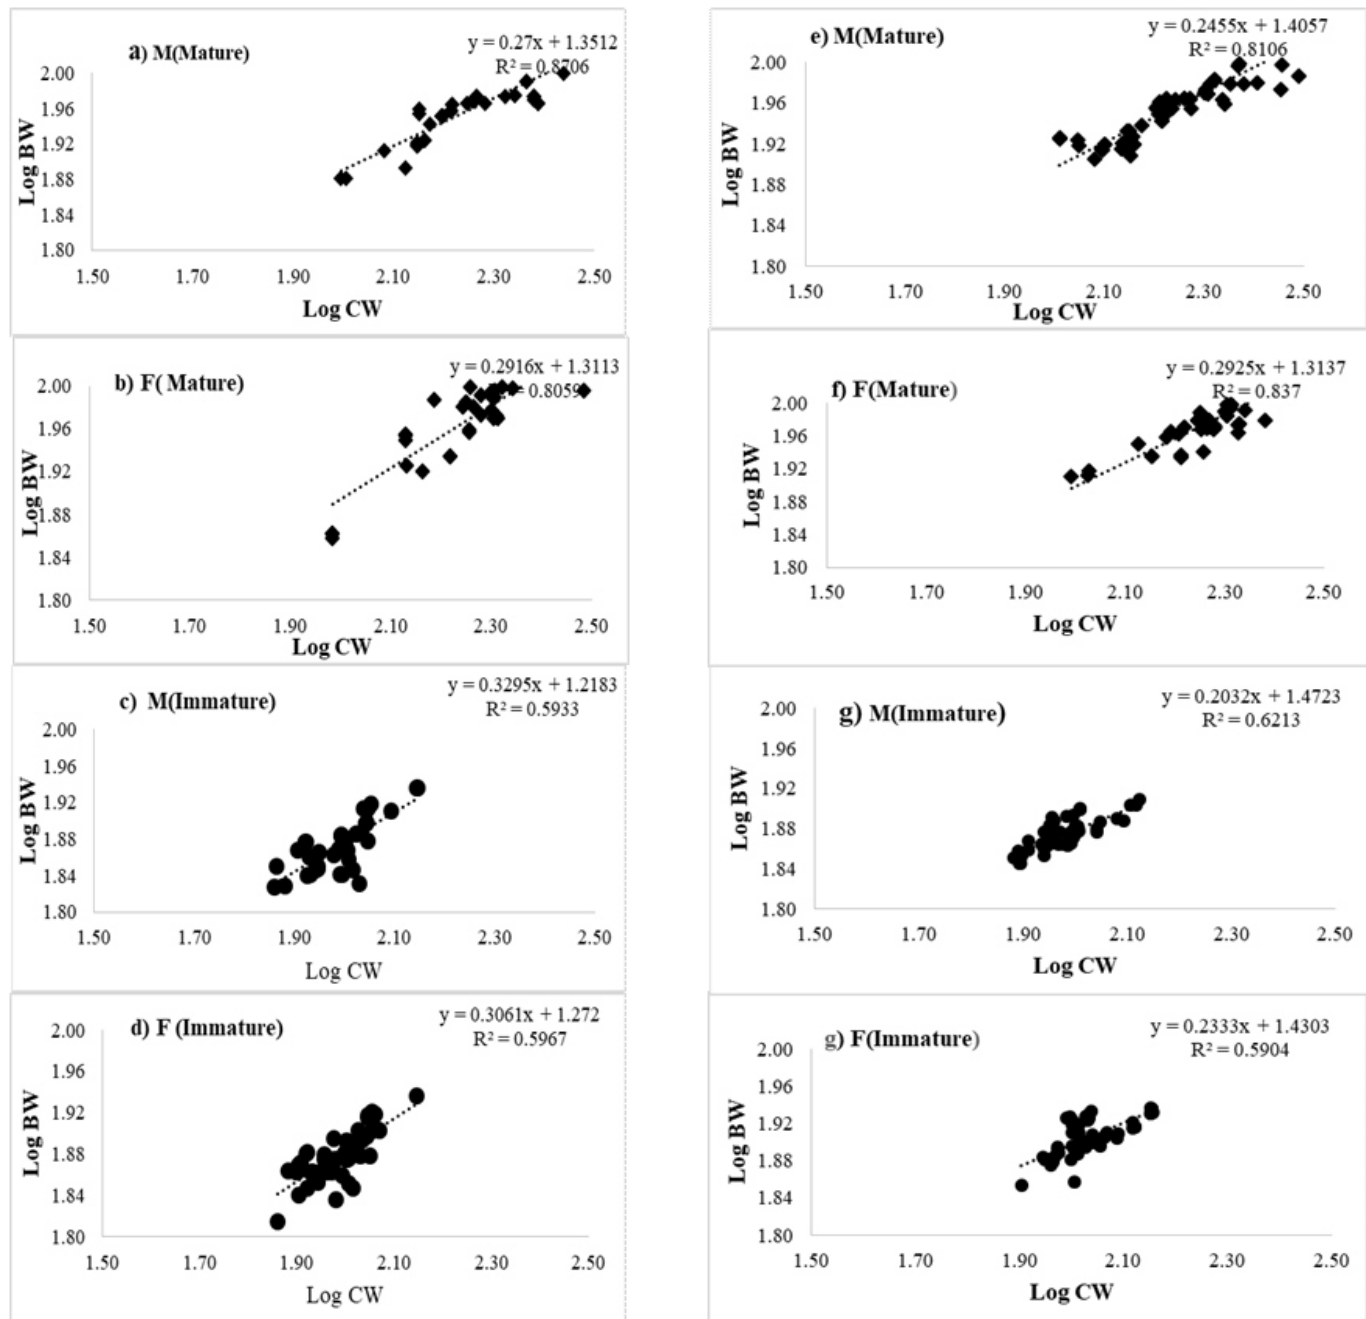 a) M(Mature)
y = 0.27x + 1.3512
R² = 0.8706
2.00
1.96
1.92
1.88
1.84
1.80
Log BW
1.50 1.70 1.90 2.10 2.30 2.50
Log CW
e) M(Mature)
y = 0.2455x + 1.4057
R² = 0.8106
2.00
1.96
1.92
1.88
1.84
1.80
Log BW
1.50 1.70 1.90 2.10 2.30 2.50
Log CW
b) F( Mature)
y = 0.2916x + 1.3113
= 0.8059
2.00
1.96
1.92
1.88
1.84
1.80
Log BW
1.50 1.70 1.90 2.10 2.30 2.50
Log CW
f) F(Mature)
y = 0.2925x + 1.3137
R² = 0.837
2.00
1.96
1.92
1.88
1.84
1.80
Log BW
1.50 1.70 1.90 2.10 2.30 2.50
Log CW
c) M(Immature)
y = 0.3295x + 1.2183
R² = 0.5933
2.00
1.96
1.92
1.88
1.84
1.80
Log BW
1.50 1.70 1.90 2.10 2.30 2.50
Log CW
g) M(Immature)
y = 0.2032x + 1.4723
R² = 0.6213
2.00
1.96
1.92
1.88
1.84
1.80
Log BW
1.50 1.70 1.90 2.10 2.30 2.50
Log CW
d) F (Immature)
y = 0.3061x + 1.272
R² = 0.5967
2.00
1.96
1.92
1.88
1.84
1.80
Log BW
1.50 1.70 1.90 2.10 2.30 2.50
Log CW
g) F(Immature)
y = 0.2333x + 1.4303
R² = 0.5904
2.00
1.96
1.92
1.88
1.84
1.80
Log BW
1.50 1.70 1.90 2.10 2.30 2.50
Log CW